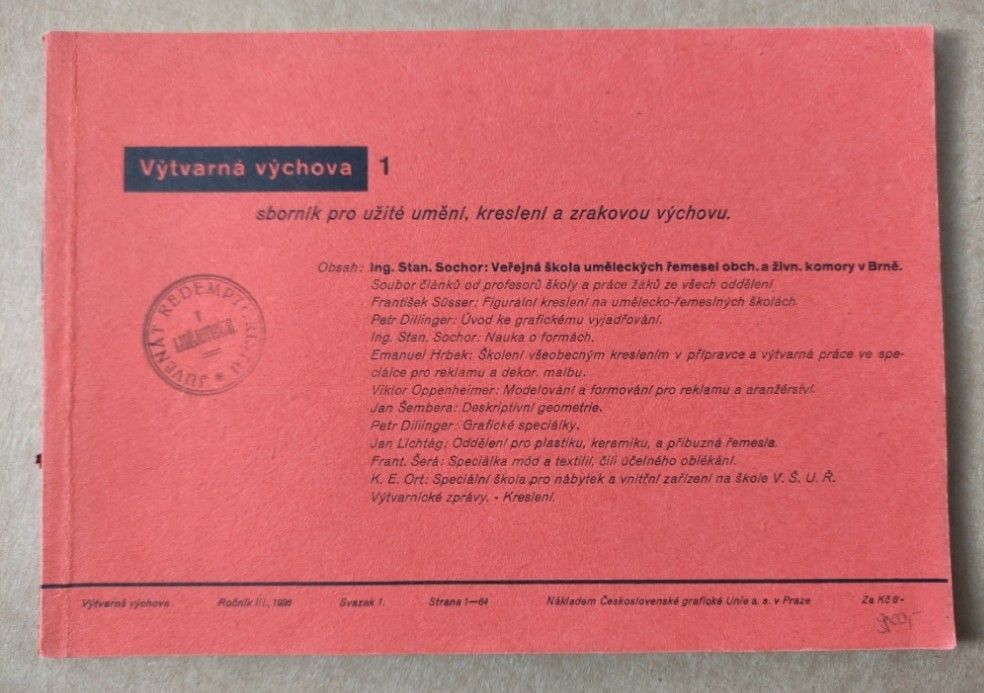 Výtvarná výchova 1
sborník pro užité umění, kreslení a zrakovou výchovu.
Obsah: Ing. Stan. Sochor: Veřejná škola uměleckých řemesel obch. a živn. komory v Brně.
Soubor článků od profesorů školy a práce žáků ze všech oddělení
František Süsser: Figurální kreslení na umělecko-řemeslných školách.
Petr Dillinger: Úvod ke grafickému vyjadřování.
Ing. Stan. Sochor: Nauka o formách.
Emanuel Hrbek: Školení všeobecným kreslením v přípravce a výtvarná práce ve spe-
ciálce pro reklamu a dekor. malbu.
Viktor Oppenheimer: Modelování a formování pro reklamu a aranžérství.
Jan Šembera: Deskriptivní geometrie.
Petr Dillinger: Grafické speciálky.
Jan Lichtág: Oddělení pro plastiku, keramiku, a příbuzná řemesla.
Frant. Šerá: Speciálka mód a textilií, čili účelného oblékání.
K. E. Ort: Speciální škola pro nábytek a vnitřní zařízení na škole V. Š. U. Ř.
Výtvarnické zprávy. - Kreslení.
JUVENÁT REDEMPTORISTŮ
Výtvarná výchova Ročník III., 1936 Svazek 1. Strana 1—64 Nákladem Československé grafické Unie a. s. v Praze Za Kč 6·-